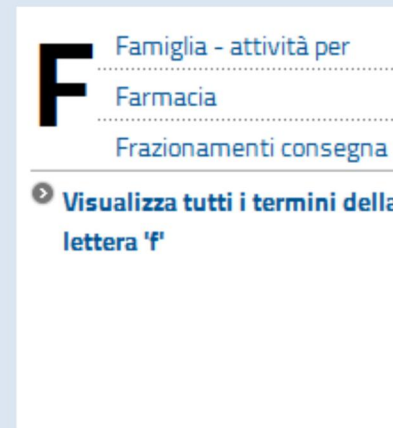 F
Famiglia - attività per
Farmacia
Frazionamenti consegna
Visualizza tutti i termini della
lettera 'f'